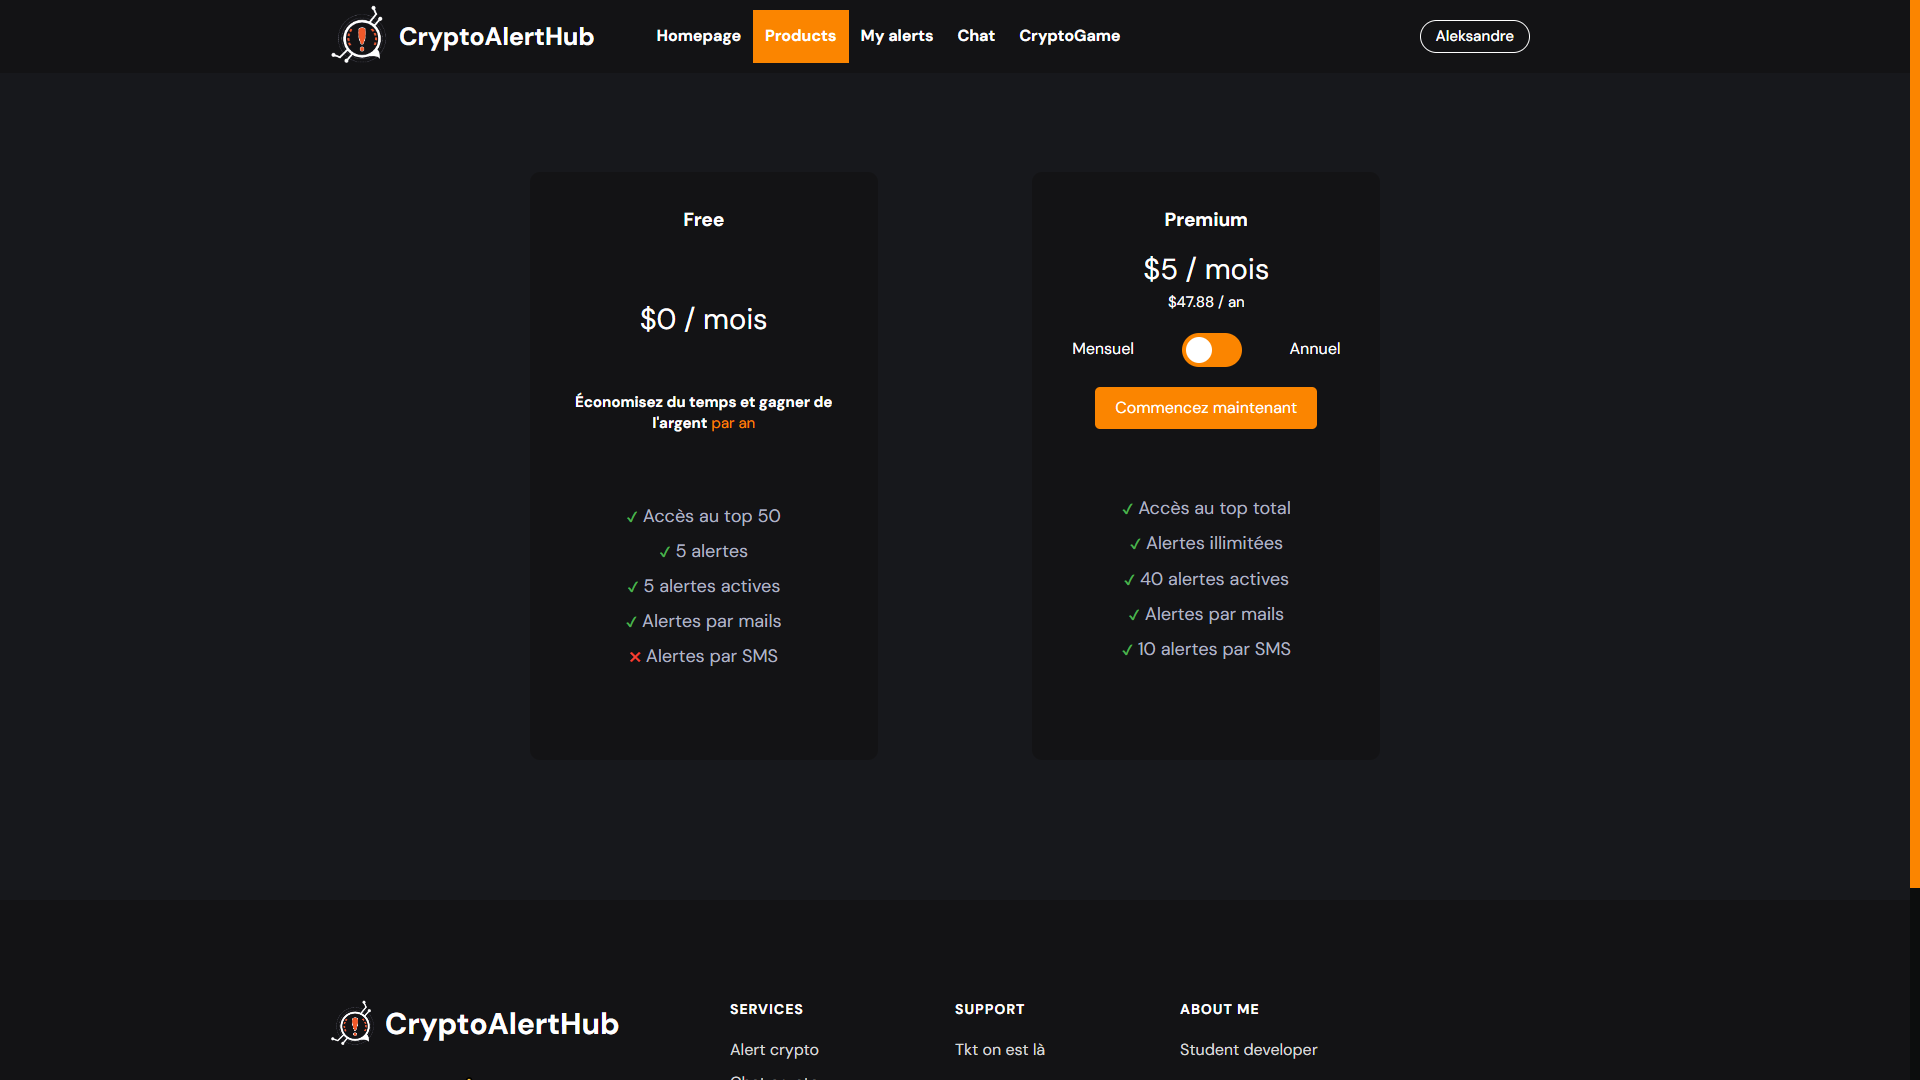 CryptoAlertHub
Homepage
Products
My alerts
Chat
CryptoGame
Aleksandre
Free
$0 / mois
Économisez du temps et gagner de
l'argent par an
✓ Accès au top 50
✓ 5 alertes
✓ 5 alertes actives
✓ Alertes par mails
✕ Alertes par SMS
Premium
$5 / mois
$47.88 / an
Mensuel
Annuel
Commencez maintenant
✓ Accès au top total
✓ Alertes illimitées
✓ 40 alertes actives
✓ Alertes par mails
✓ 10 alertes par SMS
CryptoAlertHub
SERVICES
Alert crypto
SUPPORT
Tkt on est là
ABOUT ME
Student developer